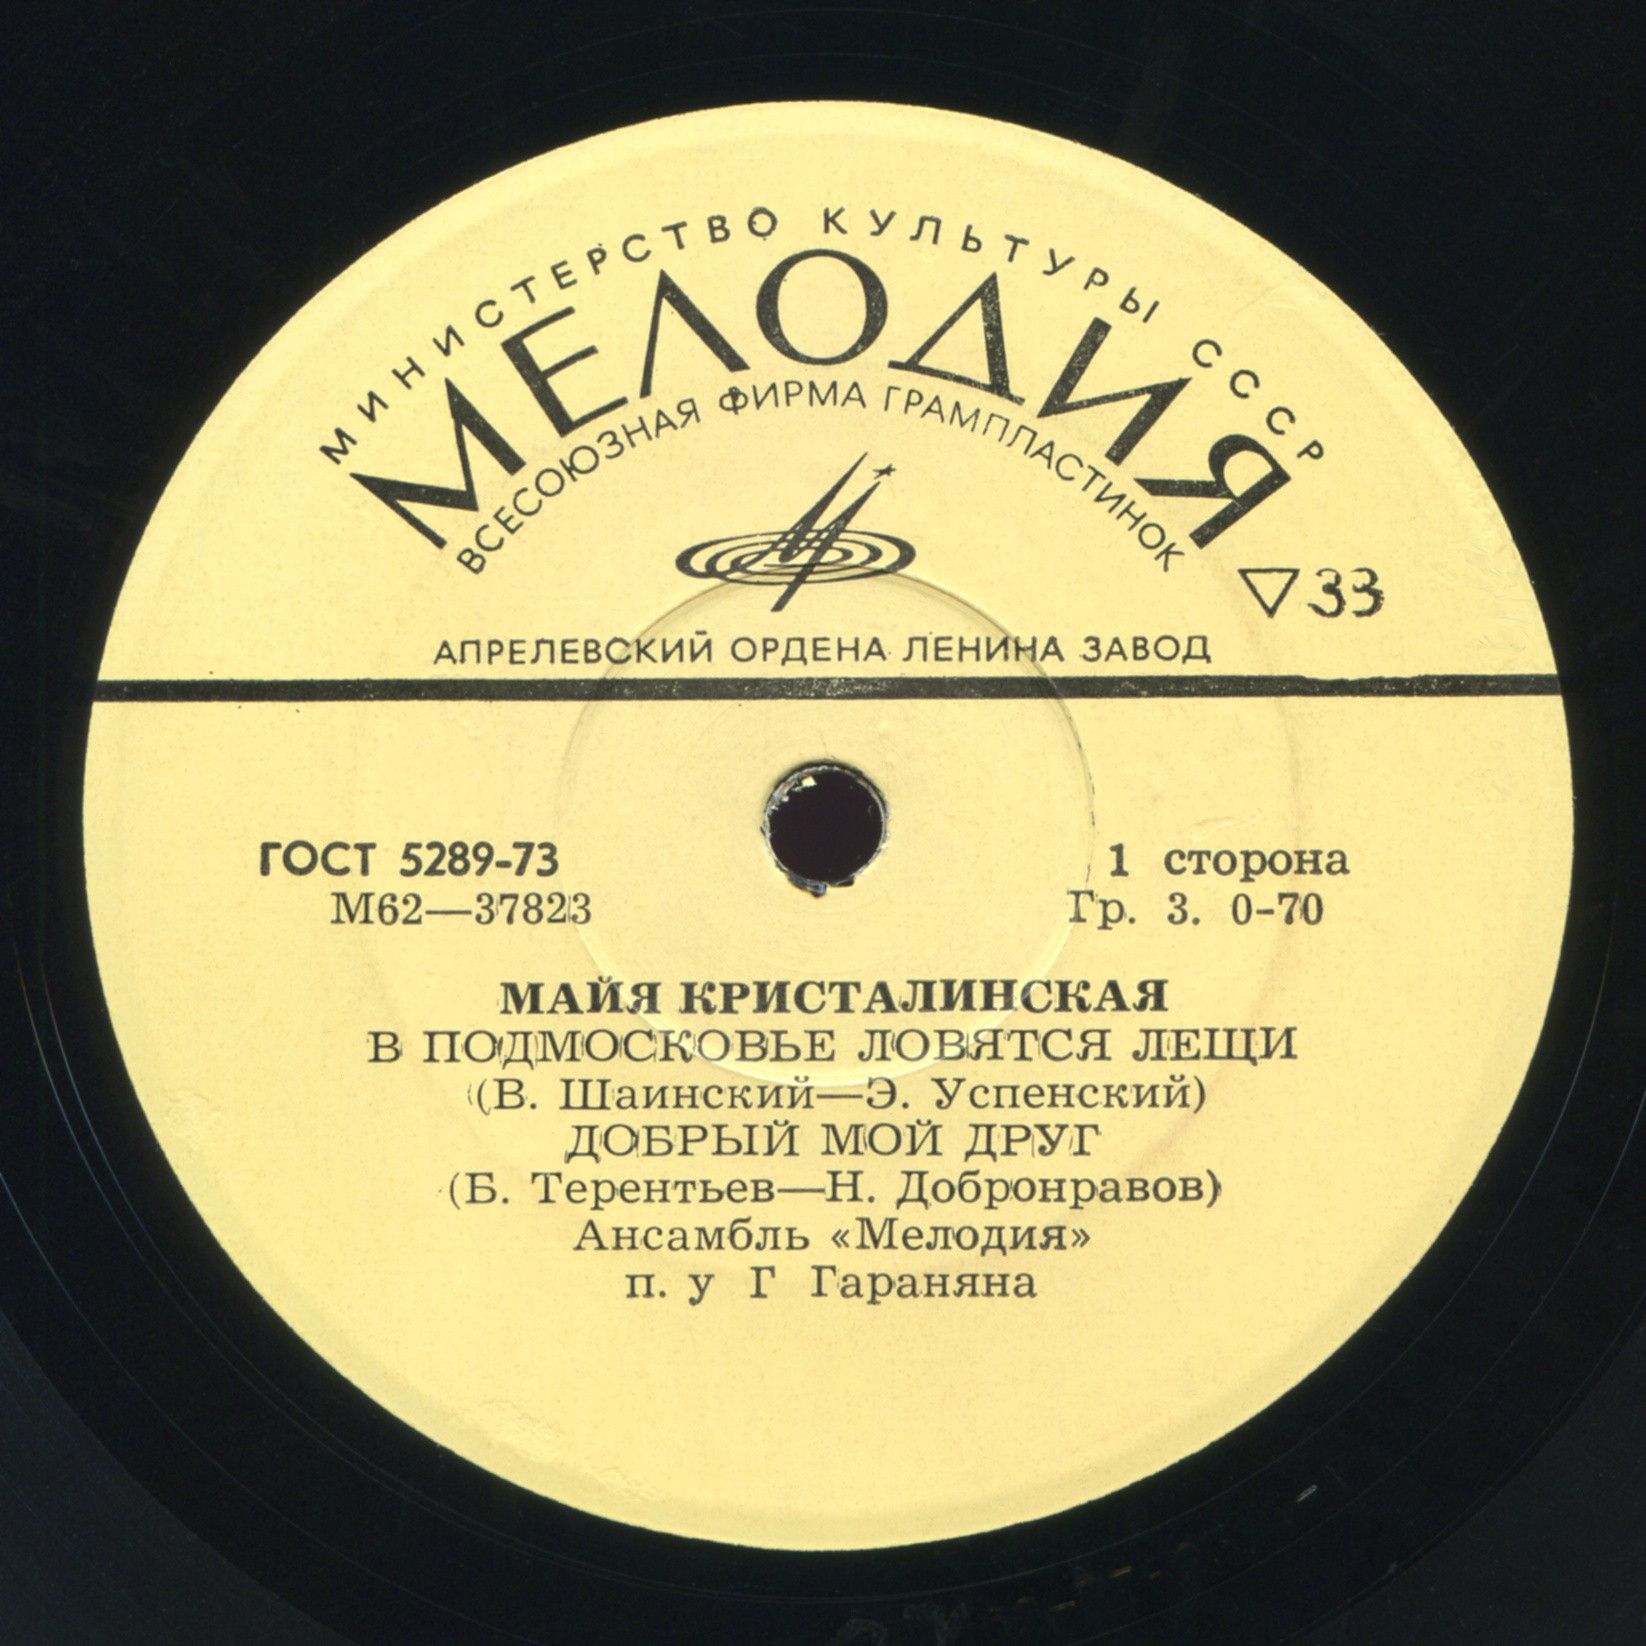 МИНИСТЕРСТВО КУЛЬТУРЫ СССР
МЕЛОДИЯ
ВСЕСОЮЗНАЯ ФИРМА ГРАМПЛАСТИНОК
33
АПРЕЛЕВСКИЙ ОРДЕНА ЛЕНИНА ЗАВОД
ГОСТ 5289-73
М62—37823
1 сторона
Гр. 3. 0-70
МАЙЯ КРИСТАЛИНСКАЯ
В ПОДМОСКОВЬЕ ЛОВЯТСЯ ЛЕЩИ
(В. Шаинский—Э. Успенский)
ДОБРЫЙ МОЙ ДРУГ
(Б. Терентьев—Н. Добронравов)
Ансамбль «Мелодия»
п. у Г Гараняна